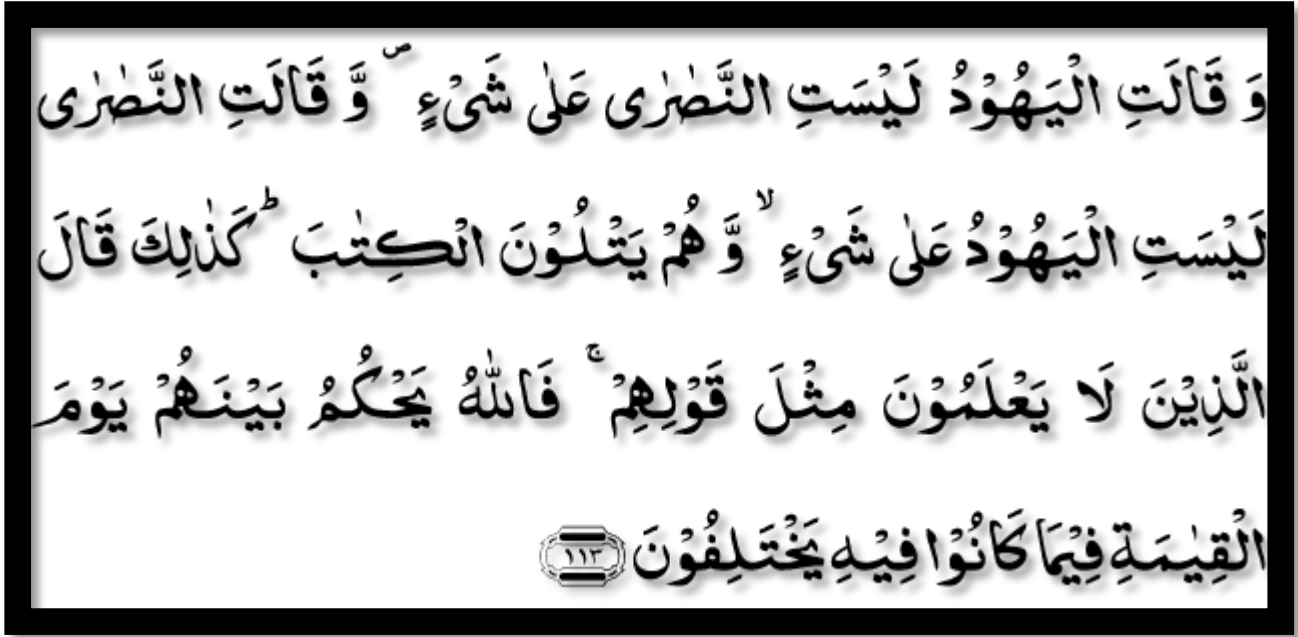 وَ قَالَتِ الْیَهُوْدُ لَیْسَتِ النَّصٰرٰى عَلٰى شَیْءٍ۪ وَّ قَالَتِ النَّصٰرٰى
لَیْسَتِ الْیَهُوْدُ عَلٰى شَیْءٍۙ وَّ هُمْ یَتْلُوْنَ الْكِتٰبَؕ كَذٰلِكَ قَالَ
الَّذِیْنَ لَا یَعْلَمُوْنَ مِثْلَ قَوْلِهِمْۚ فَاللّٰهُ یَحْكُمُ بَیْنَهُمْ یَوْمَ
الْقِیٰمَةِ فِیْمَا كَانُوْا فِیْهِ یَخْتَلِفُوْنَ ۝۱۱۳